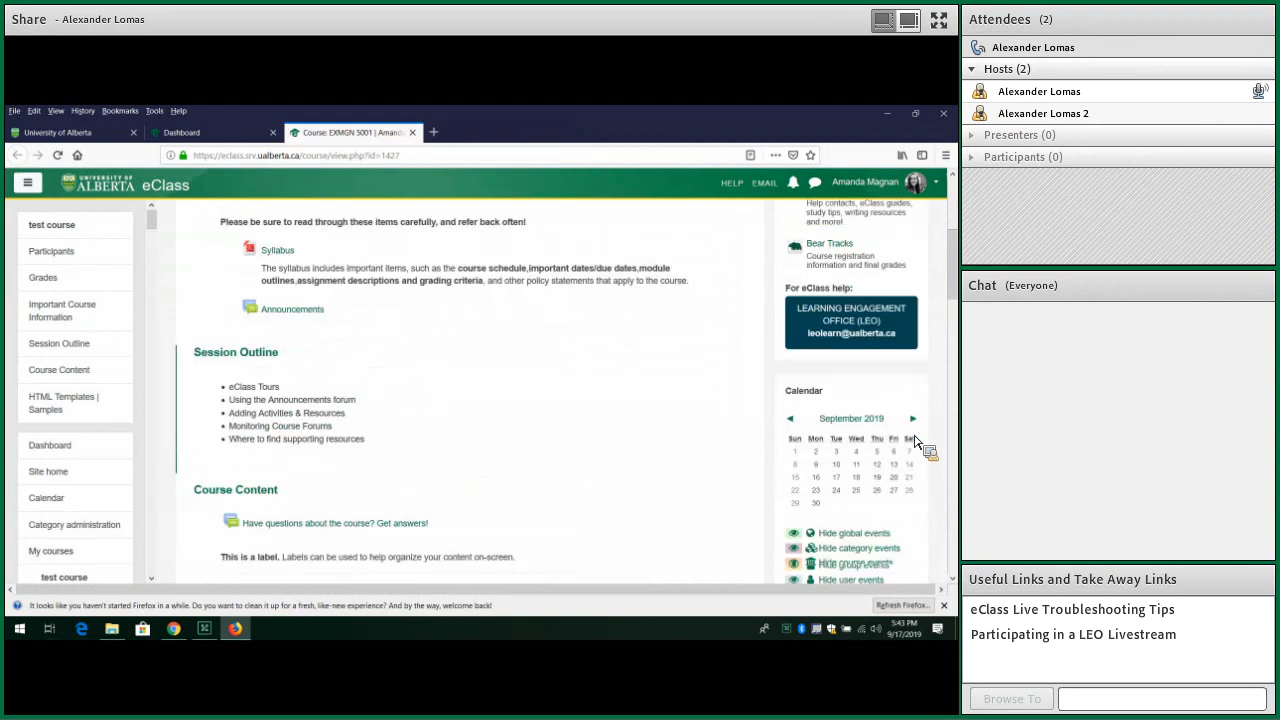 Share - Alexander Lomas
File Edit View History Bookmarks Tools Help
University of Alberta
Dashboard
Course: EXMGN 5001 | Amand
https://eclass.srv.ualberta.ca/course/view.php?id=1427
UNIVERSITY OF
ALBERTA eClass
HELP EMAIL Amanda Magnan
test course
Participants
Grades
Important Course
Information
Session Outline
Course Content
HTML Templates |
Samples
Dashboard
Site home
Calendar
Category administration
My courses
test course
Please be sure to read through these items carefully, and refer back often!
Syllabus
The syllabus includes important items, such as the course schedule,important dates/due dates,module
outlines,assignment descriptions and grading criteria, and other policy statements that apply to the course.
Announcements
Session Outline
• eClass Tours
• Using the Announcements forum
• Adding Activities & Resources
• Monitoring Course Forums
• Where to find supporting resources
Course Content
Have questions about the course? Get answers!
This is a label. Labels can be used to help organize your content on-screen.
Help contacts, eClass guides,
study tips, writing resources
and more!
Bear Tracks
Course registration
information and final grades
For eClass help:
LEARNING ENGAGEMENT
OFFICE (LEO)
leolearn@ualberta.ca
Calendar
◄ September 2019 ►
Sun Mon Tue Wed Thu Fri Sat
1 2 3 4 5 6 7
8 9 10 11 12 13 14
15 16 17 18 19 20 21
22 23 24 25 26 27 28
29 30
Hide global events
Hide category events
Hide user events
It looks like you haven't started Firefox in a while. Do you want to clean it up for a fresh, like-new experience? And by the way, welcome back!
Refresh Firefox...
5:43 PM
9/17/2019
Attendees (2)
Alexander Lomas
Hosts (2)
Alexander Lomas
Alexander Lomas 2
Presenters (0)
Participants (0)
Chat (Everyone)
Useful Links and Take Away Links
eClass Live Troubleshooting Tips
Participating in a LEO Livestream
Browse To